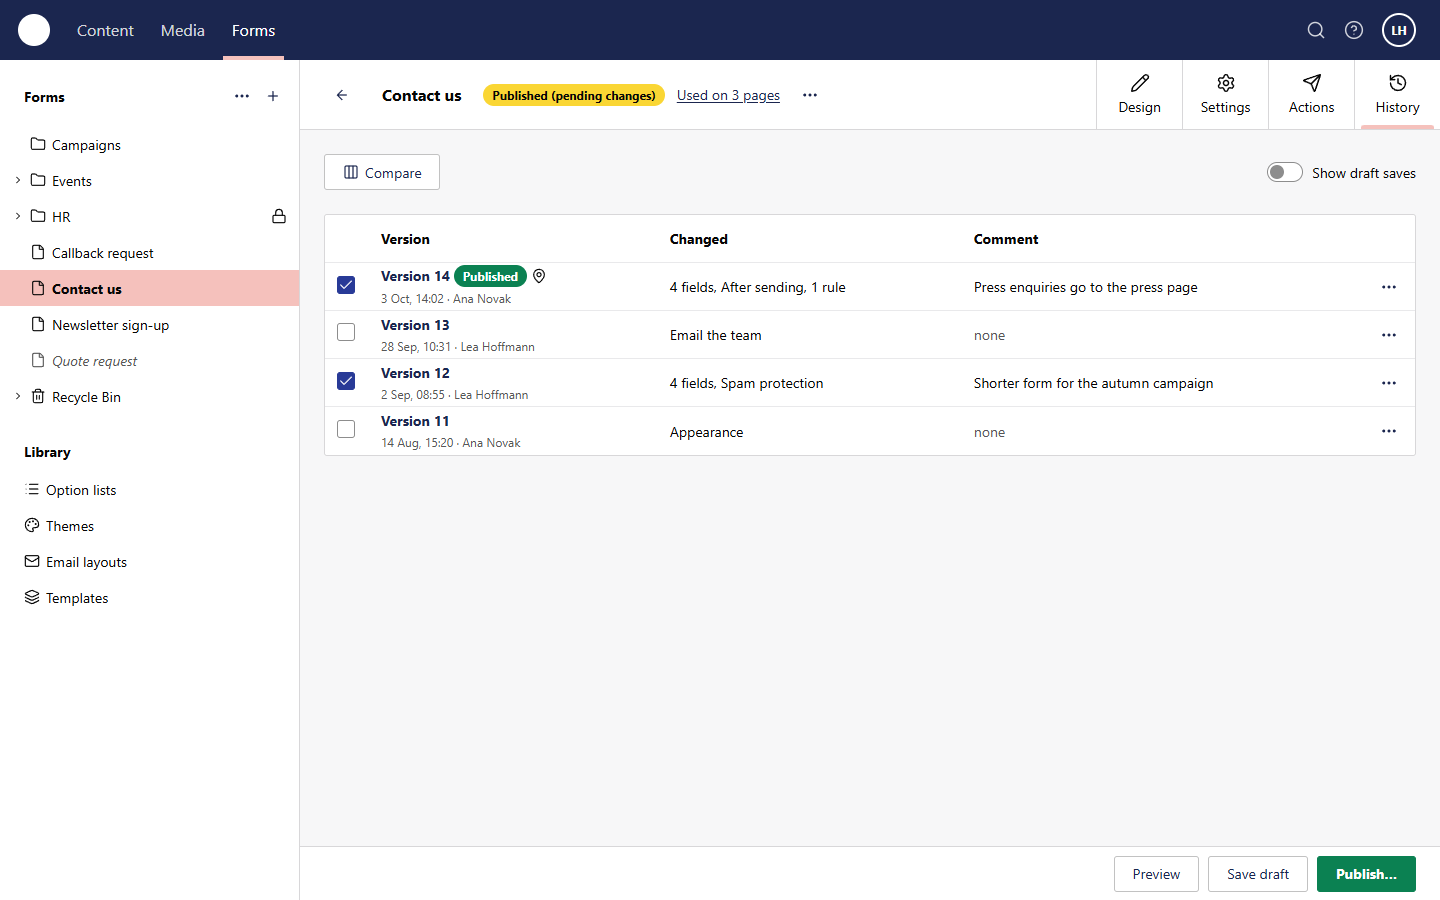 Content Media Forms LH
Forms
Campaigns
Events
HR
Callback request
Contact us
Newsletter sign-up
Quote request
Recycle Bin
Library
Option lists
Themes
Email layouts
Templates
Contact us Published (pending changes) Used on 3 pages
Design Settings Actions History
Compare Show draft saves
Version Changed Comment
Version 14 Published
3 Oct, 14:02 · Ana Novak
4 fields, After sending, 1 rule Press enquiries go to the press page
Version 13
28 Sep, 10:31 · Lea Hoffmann
Email the team none
Version 12
2 Sep, 08:55 · Lea Hoffmann
4 fields, Spam protection Shorter form for the autumn campaign
Version 11
14 Aug, 15:20 · Ana Novak
Appearance none
Preview Save draft Publish...